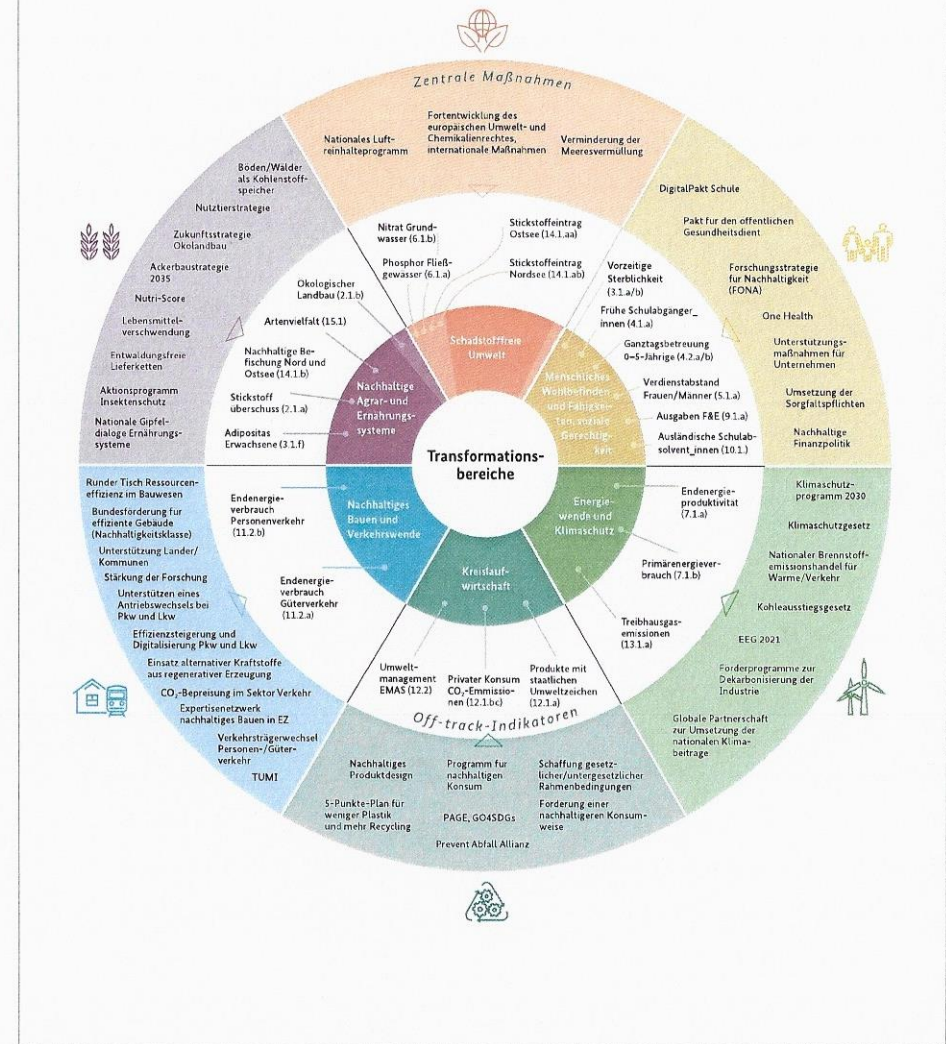 Zentrale Maßnahmen
Nationales Luft-
reinhalteprogramm
Fortentwicklung des
europäischen Umwelt- und
Chemikalienrechtes,
internationale Maßnahmen
Verminderung der
Meeresvermüllung
DigitalPakt Schule
Pakt für den öffentlichen
Gesundheitsdient
Forschungsstrategie
für Nachhaltigkeit
(FONA)
One Health
Unterstützungs-
maßnahmen für
Unternehmen
Umsetzung der
Sorgfaltspflichten
Nachhaltige
Finanzpolitik
Klimaschutz-
programm 2030
Klimaschutzgesetz
Nationaler Brennstoff-
emissionshandel für
Wärme/Verkehr
Kohleausstiegsgesetz
EEG 2021
Förderprogramme zur
Dekarbonisierung der
Industrie
Globale Partnerschaft
zur Umsetzung der
nationalen Klima-
beiträge
Schaffung gesetz-
licher/untergesetzlicher
Rahmenbedingungen
Förderung einer
nachhaltigeren Konsum-
weise
Programm für
nachhaltigen
Konsum
PAGE, GO4SDGs
Prevent Abfall Allianz
Nachhaltiges
Produktdesign
5-Punkte-Plan für
weniger Plastik
und mehr Recycling
Runder Tisch Ressourcen-
effizienz im Bauwesen
Bundesförderung für
effiziente Gebäude
(Nachhaltigkeitsklasse)
Unterstützung Länder/
Kommunen
Stärkung der Forschung
Unterstützen eines
Antriebswechsels bei
Pkw und Lkw
Effizienzsteigerung und
Digitalisierung Pkw und Lkw
Einsatz alternativer Kraftstoffe
aus regenerativer Erzeugung
CO₂-Bepreisung im Sektor Verkehr
Expertisenetzwerk
nachhaltiges Bauen in EZ
Verkehrsträgerwechsel
Personen-/Güter-
verkehr
TUMI
Böden/Wälder
als Kohlenstoff-
speicher
Nutztierstrategie
Zukunftsstrategie
Ökolandbau
Ackerbaustrategie
2035
Nutri-Score
Lebensmittel-
verschwendung
Entwaldungsfreie
Lieferketten
Aktionsprogramm
Insektenschutz
Nationale Gipfel-
dialoge Ernährungs-
systeme
Nitrat Grund-
wasser (6.1.b)
Phosphor Fließ-
gewässer (6.1.a)
Stickstoffeintrag
Ostsee (14.1.aa)
Stickstoffeintrag
Nordsee (14.1.ab)
Vorzeitige
Sterblichkeit
(3.1.a/b)
Frühe Schulabgänger_
innen (4.1.a)
Ganztagsbetreuung
0–5-Jährige (4.2.a/b)
Verdienstabstand
Frauen/Männer (5.1.a)
Ausgaben F&E (9.1.a)
Ausländische Schulab-
solvent_innen (10.1.)
Endenergie-
produktivität
(7.1.a)
Primärenergiever-
brauch (7.1.b)
Treibhausgas-
emissionen
(13.1.a)
Produkte mit
staatlichen
Umweltzeichen
(12.1.a)
Privater Konsum
CO₂-Emmissio-
nen (12.1.bc)
Umwelt-
management
EMAS (12.2)
Off-track-Indikatoren
Endenergie-
verbrauch
Güterverkehr
(11.2.a)
Endenergie-
verbrauch
Personenverkehr
(11.2.b)
Ökologischer
Landbau (2.1.b)
Artenvielfalt (15.1)
Nachhaltige Be-
fischung Nord und
Ostsee (14.1.b)
Stickstoff
überschuss (2.1.a)
Adipositas
Erwachsene (3.1.f)
Schadstofffreie
Umwelt
Menschliches
Wohlbefinden
und Fähigkei-
ten, soziale
Gerechtig-
keit
Energie-
wende und
Klimaschutz
Kreislauf-
wirtschaft
Nachhaltiges
Bauen und
Verkehrswende
Nachhaltige
Agrar- und
Ernährungs-
systeme
Transformations-
bereiche